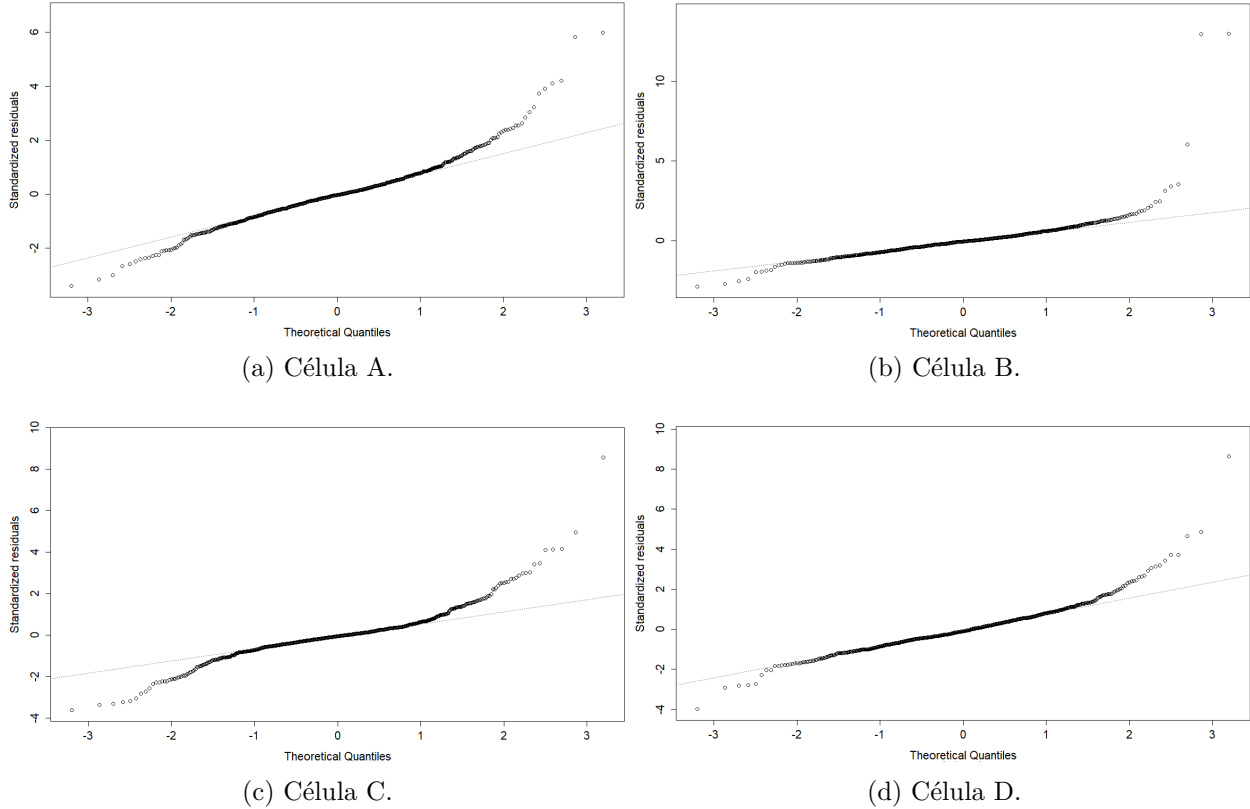 6
4
2
0
-2
Standardized residuals
-3 -2 -1 0 1 2 3
Theoretical Quantiles
(a) Célula A.
10
5
0
Standardized residuals
-3 -2 -1 0 1 2 3
Theoretical Quantiles
(b) Célula B.
10
8
6
4
2
0
-2
-4
Standardized residuals
-3 -2 -1 0 1 2 3
Theoretical Quantiles
(c) Célula C.
10
8
6
4
2
0
-2
-4
Standardized residuals
-3 -2 -1 0 1 2 3
Theoretical Quantiles
(d) Célula D.